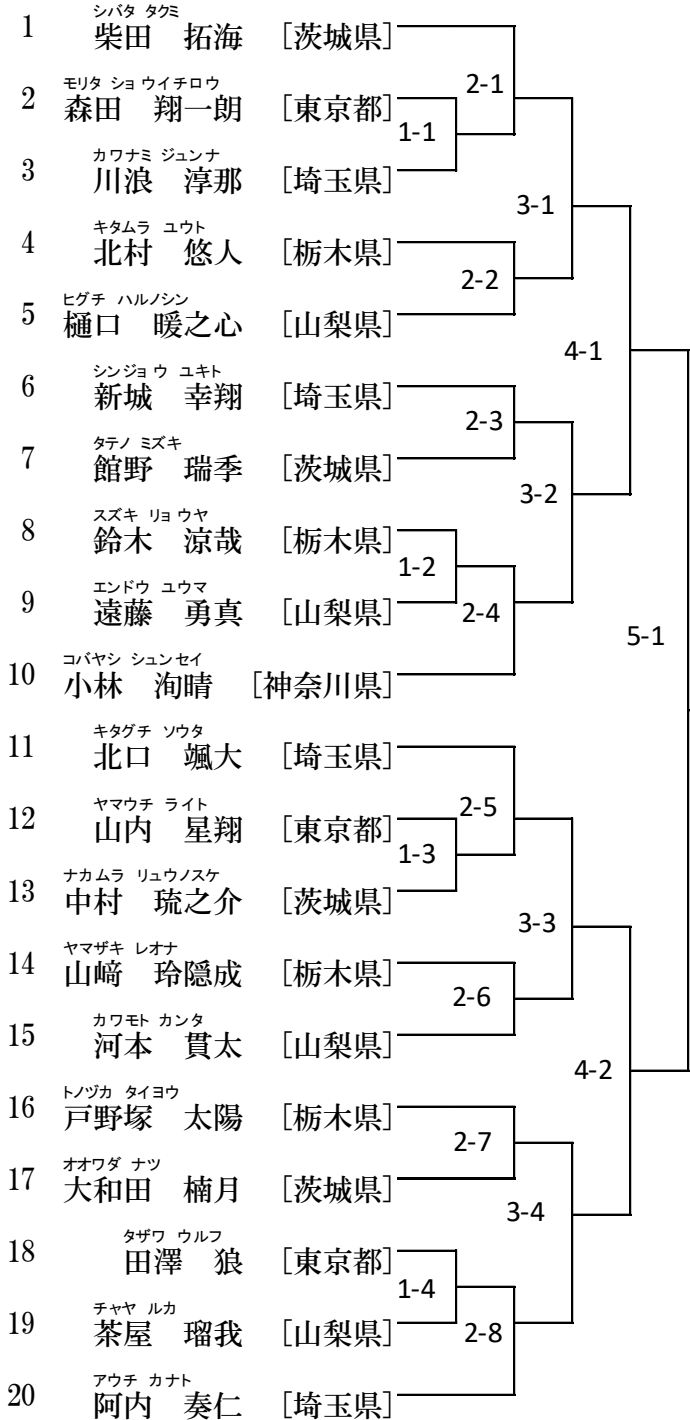 シバタ タクミ
1 柴田 拓海 [茨城県]
2-1
モリタ ショウイチロウ
2 森田 翔一朗 [東京都]
1-1
カワナミ ジュンナ
3 川浪 淳那 [埼玉県]
3-1
キタムラ ユウト
4 北村 悠人 [栃木県]
2-2
ヒグチ ハルノシン
5 樋口 暖之心 [山梨県]
4-1
シンジョウ ユキト
6 新城 幸翔 [埼玉県]
2-3
タテノ ミズキ
7 館野 瑞季 [茨城県]
3-2
スズキ リョウヤ
8 鈴木 涼哉 [栃木県]
1-2
エンドウ ユウマ
9 遠藤 勇真 [山梨県]
2-4
5-1
コバヤシ シュンセイ
10 小林 洵晴 [神奈川県]
キタグチ ソウタ
11 北口 颯大 [埼玉県]
2-5
ヤマウチ ライト
12 山内 星翔 [東京都]
1-3
ナカムラ リュウノスケ
13 中村 琉之介 [茨城県]
3-3
ヤマザキ レオナ
14 山﨑 玲隠成 [栃木県]
2-6
カワモト カンタ
15 河本 貫太 [山梨県]
4-2
トノヅカ タイヨウ
16 戸野塚 太陽 [栃木県]
2-7
オオワダ ナツ
17 大和田 楠月 [茨城県]
3-4
タザワ ウルフ
18 田澤 狼 [東京都]
1-4
チャヤ ルカ
19 茶屋 瑠我 [山梨県]
2-8
アウチ カナト
20 阿内 奏仁 [埼玉県]